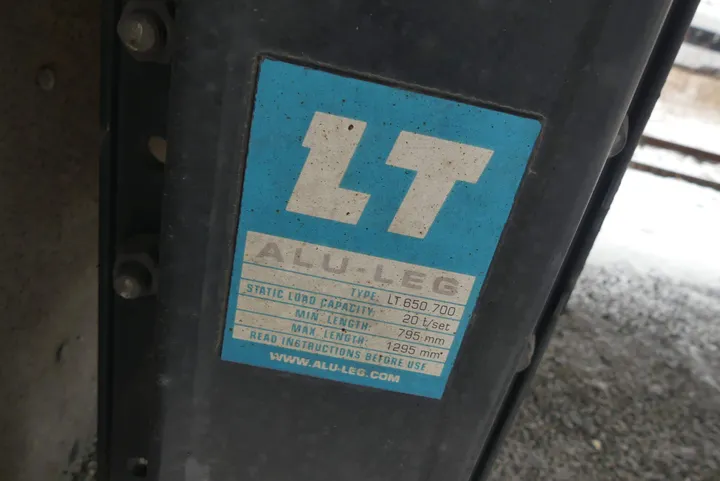 LT
ALU-LEG
TYPE: LT 650 700
STATIC LOAD CAPACITY: 20 t/set
MIN. LENGTH: 795 mm
MAX. LENGTH: 1295 mm
READ INSTRUCTIONS BEFORE USE
WWW.ALU-LEG.COM